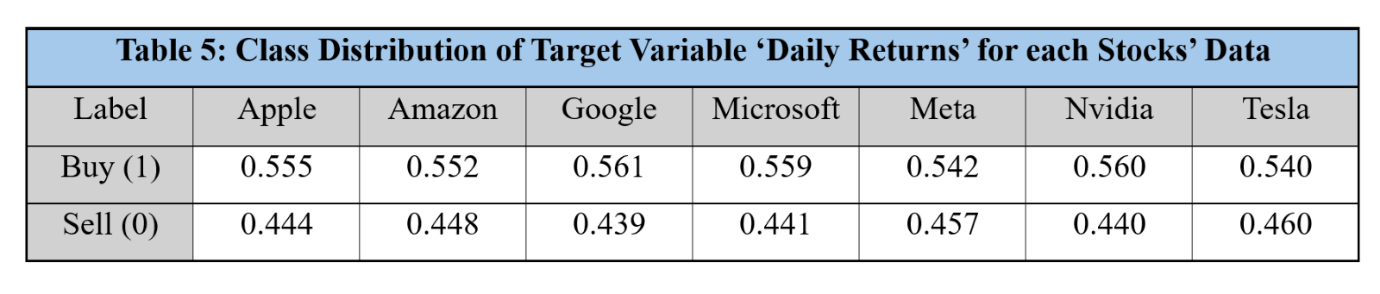 Table 5: Class Distribution of Target Variable ‘Daily Returns’ for each Stocks’ Data
Label Apple Amazon Google Microsoft Meta Nvidia Tesla
Buy (1) 0.555 0.552 0.561 0.559 0.542 0.560 0.540
Sell (0) 0.444 0.448 0.439 0.441 0.457 0.440 0.460